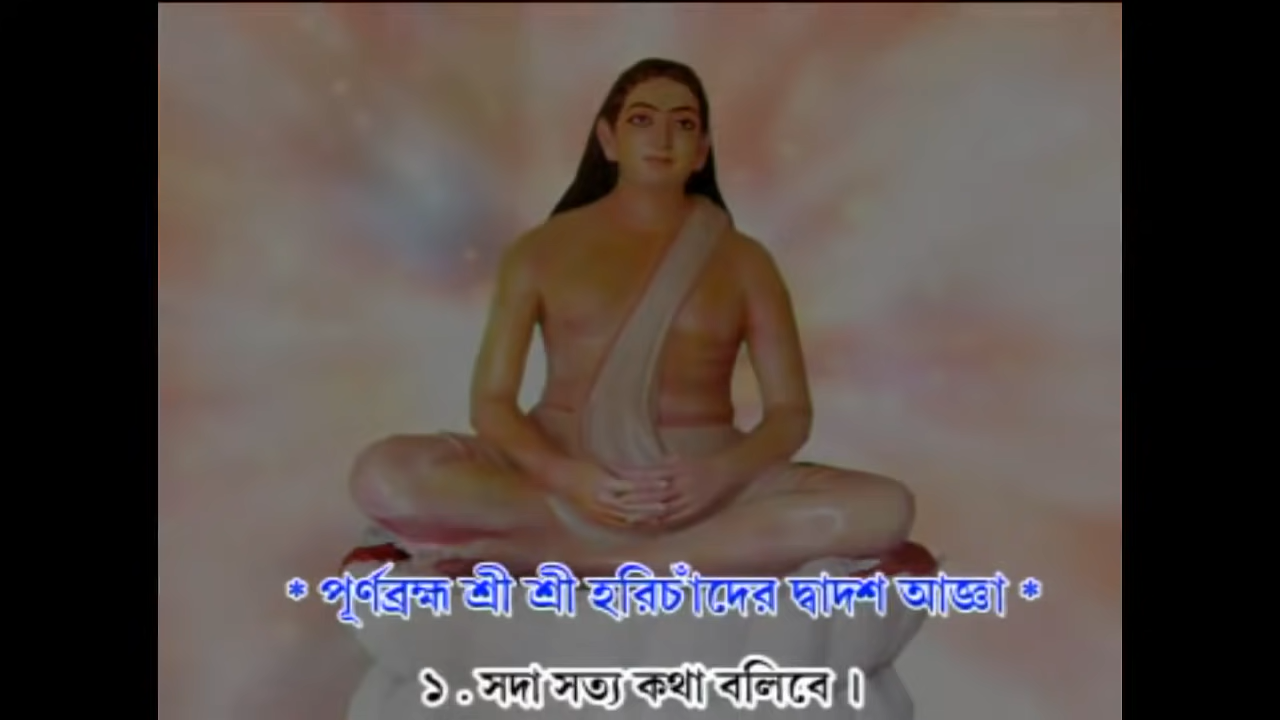 * পূর্ণব্রহ্ম শ্রী শ্রী হরিচাঁদের দ্বাদশ আজ্ঞা *
১ . সদা সত্য কথা বলিবে ।